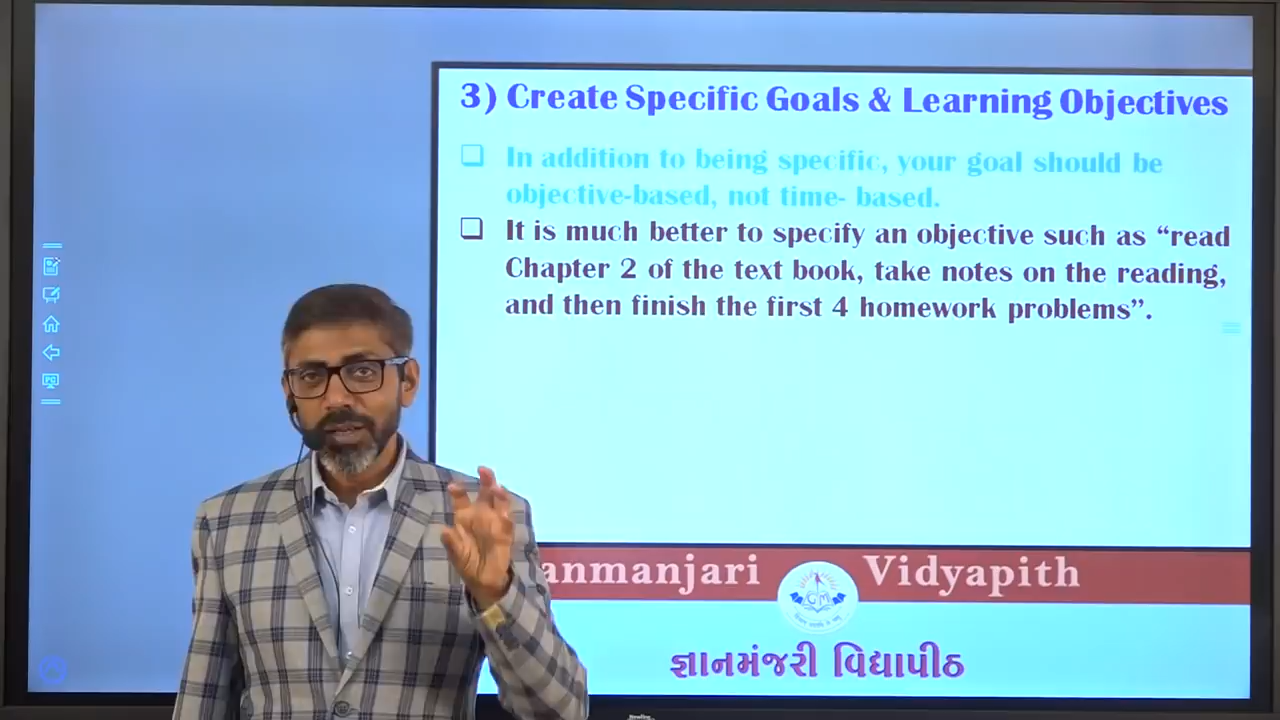 3) Create Specific Goals & Learning Objectives
❑ In addition to being specific, your goal should be
objective-based, not time- based.
❑ It is much better to specify an objective such as “read
Chapter 2 of the text book, take notes on the reading,
and then finish the first 4 homework problems”.
anmanjari Vidyapith
GM
જ્ઞાનમંજરી વિદ્યાપીઠ